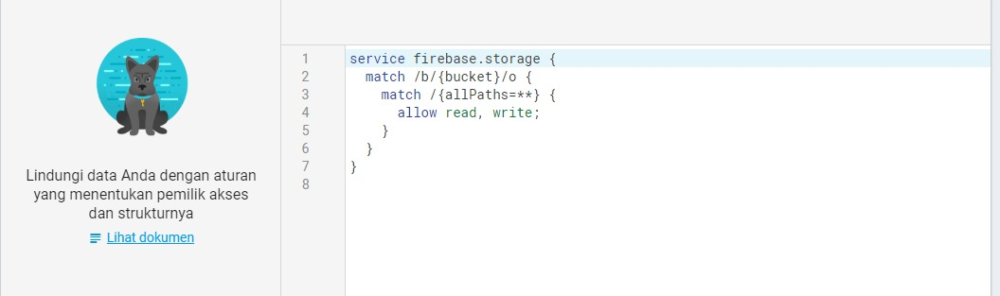 Lindungi data Anda dengan aturan
yang menentukan pemilik akses
dan strukturnya
Lihat dokumen
1 service firebase.storage {
2   match /b/{bucket}/o {
3     match /{allPaths=**} {
4       allow read, write;
5     }
6   }
7 }
8